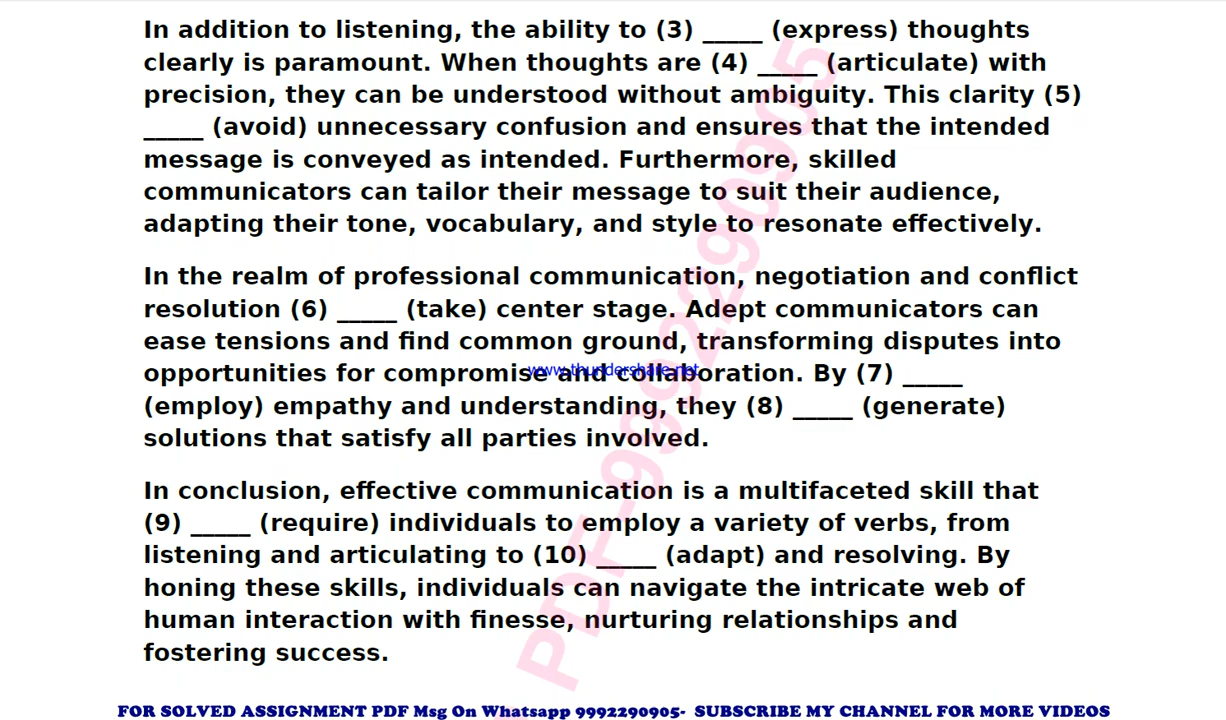 In addition to listening, the ability to (3) _____ (express) thoughts
clearly is paramount. When thoughts are (4) _____ (articulate) with
precision, they can be understood without ambiguity. This clarity (5)
_____ (avoid) unnecessary confusion and ensures that the intended
message is conveyed as intended. Furthermore, skilled
communicators can tailor their message to suit their audience,
adapting their tone, vocabulary, and style to resonate effectively.
In the realm of professional communication, negotiation and conflict
resolution (6) _____ (take) center stage. Adept communicators can
ease tensions and find common ground, transforming disputes into
opportunities for compromise and collaboration. By (7) _____
www.thundershare.net
(employ) empathy and understanding, they (8) _____ (generate)
solutions that satisfy all parties involved.
In conclusion, effective communication is a multifaceted skill that
(9) _____ (require) individuals to employ a variety of verbs, from
listening and articulating to (10) _____ (adapt) and resolving. By
honing these skills, individuals can navigate the intricate web of
human interaction with finesse, nurturing relationships and
fostering success.
PDF-9992290905
FOR SOLVED ASSIGNMENT PDF Msg On Whatsapp 9992290905- SUBSCRIBE MY CHANNEL FOR MORE VIDEOS